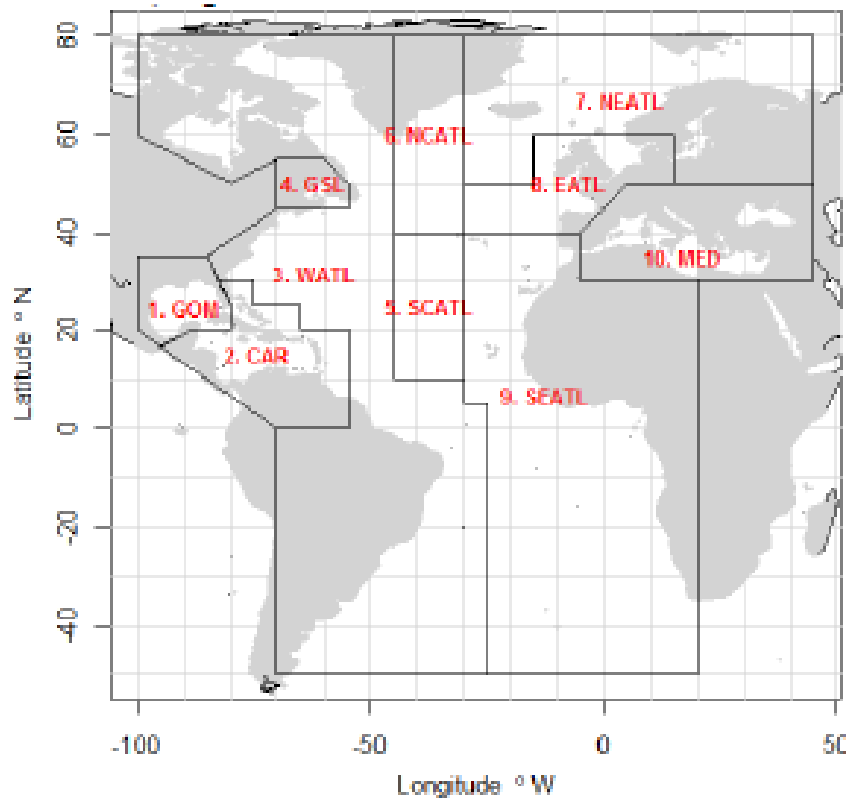 80
60
40
20
0
-20
-40
Latitude ° N
7. NEATL
6. NCATL
4. GSL
8. EATL
10. MED
3. WATL
1. GOM
5. SCATL
2. CAR
9. SEATL
-100
-50
0
50
Longitude ° W